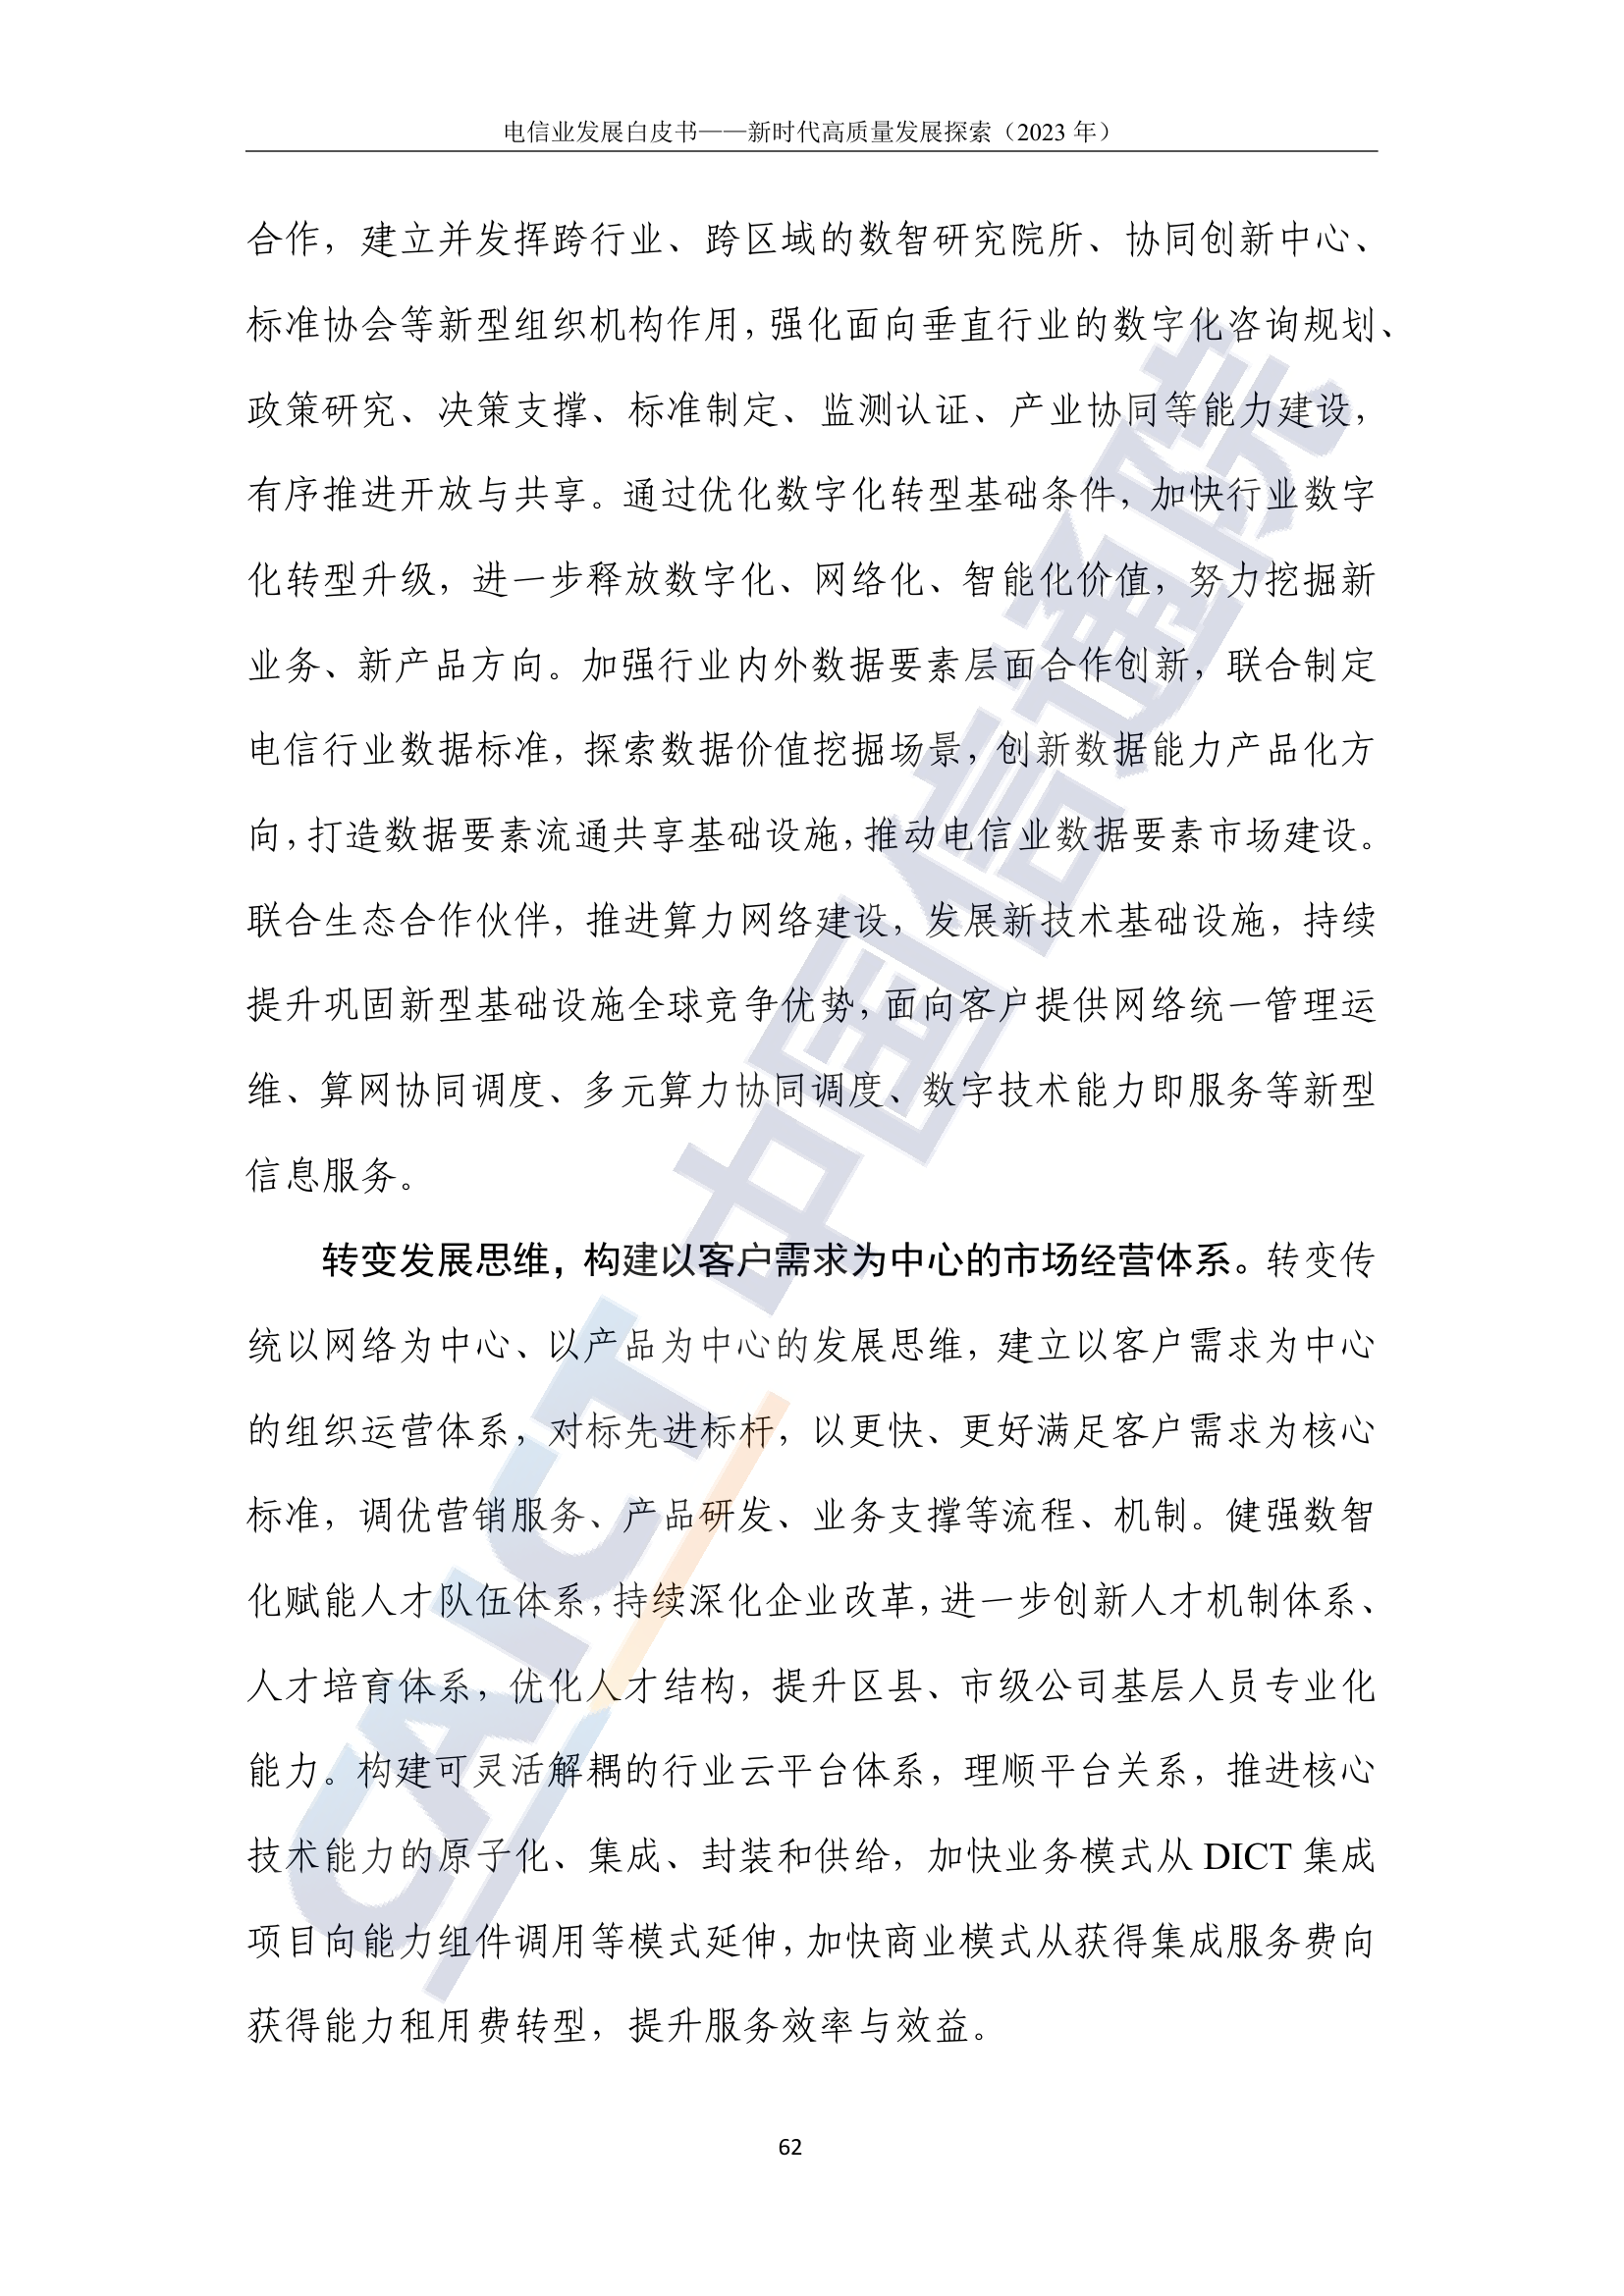 电信业发展白皮书——新时代高质量发展探索（2023 年）
合作，建立并发挥跨行业、跨区域的数智研究院所、协同创新中心、
标准协会等新型组织机构作用，强化面向垂直行业的数字化咨询规划、
政策研究、决策支撑、标准制定、监测认证、产业协同等能力建设，
有序推进开放与共享。通过优化数字化转型基础条件，加快行业数字
化转型升级，进一步释放数字化、网络化、智能化价值，努力挖掘新
业务、新产品方向。加强行业内外数据要素层面合作创新，联合制定
电信行业数据标准，探索数据价值挖掘场景，创新数据能力产品化方
向，打造数据要素流通共享基础设施，推动电信业数据要素市场建设。
联合生态合作伙伴，推进算力网络建设，发展新技术基础设施，持续
提升巩固新型基础设施全球竞争优势，面向客户提供网络统一管理运
维、算网协同调度、多元算力协同调度、数字技术能力即服务等新型
信息服务。
转变发展思维，构建以客户需求为中心的市场经营体系。转变传
统以网络为中心、以产品为中心的发展思维，建立以客户需求为中心
的组织运营体系，对标先进标杆，以更快、更好满足客户需求为核心
标准，调优营销服务、产品研发、业务支撑等流程、机制。健强数智
化赋能人才队伍体系，持续深化企业改革，进一步创新人才机制体系、
人才培育体系，优化人才结构，提升区县、市级公司基层人员专业化
能力。构建可灵活解耦的行业云平台体系，理顺平台关系，推进核心
技术能力的原子化、集成、封装和供给，加快业务模式从 DICT 集成
项目向能力组件调用等模式延伸，加快商业模式从获得集成服务费向
获得能力租用费转型，提升服务效率与效益。
62
CAICT 中国信通院